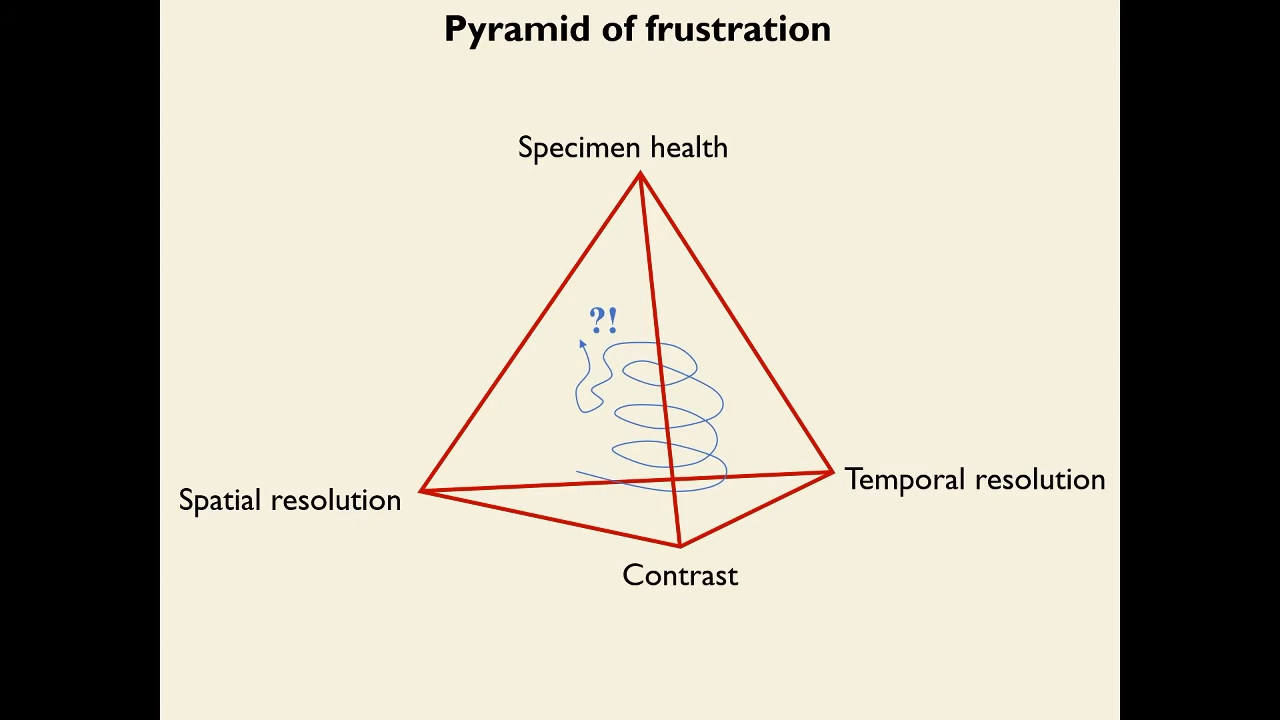 Pyramid of frustration
Specimen health
?!
Temporal resolution
Spatial resolution
Contrast